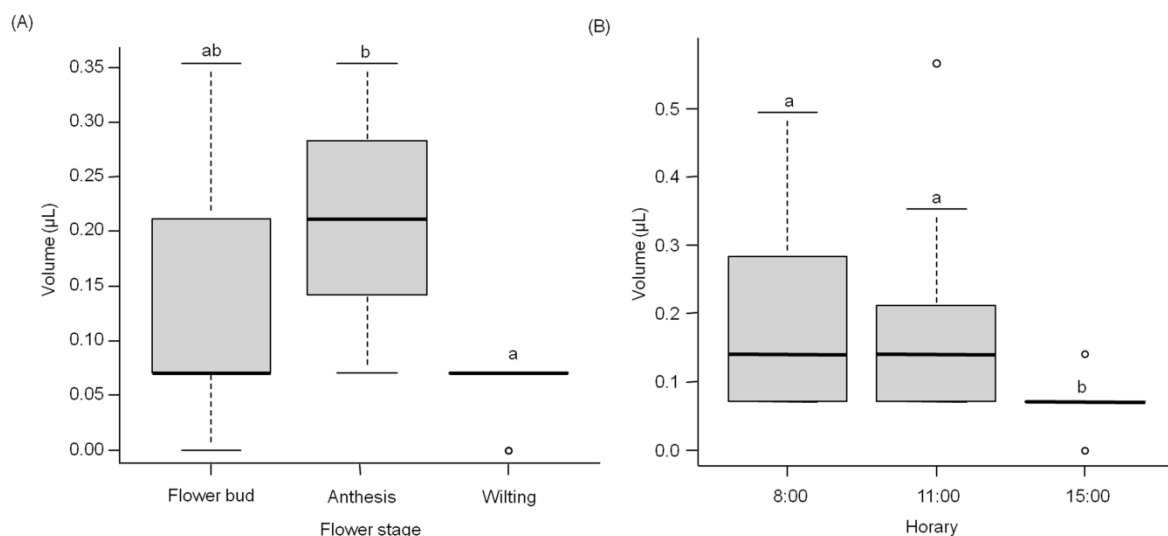 (A)
ab
b
a
0.35
0.30
0.25
0.20
0.15
0.10
0.05
0.00
Volume (µL)
Flower bud
Anthesis
Wilting
Flower stage
(B)
a
a
b
0.5
0.4
0.3
0.2
0.1
0.0
Volume (µL)
8:00
11:00
15:00
Horary